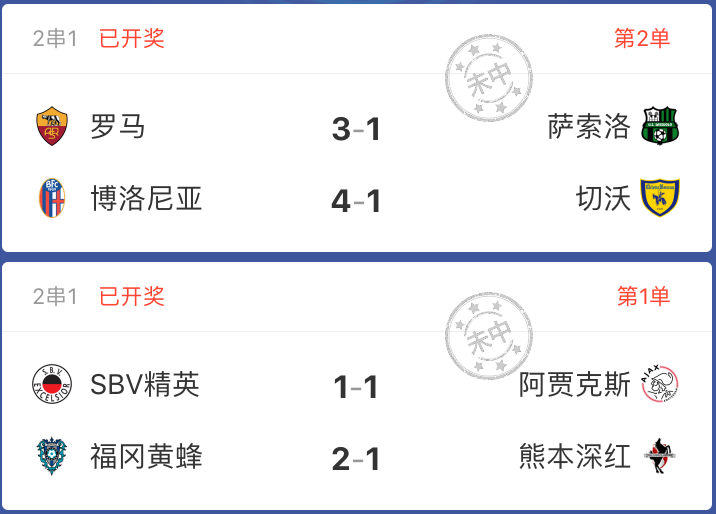 2串1 已开奖 未中 第2单
罗马 3-1 萨索洛
博洛尼亚 4-1 切沃
2串1 已开奖 未中 第1单
S.B.V. EXCELSIOR SBV精英 1-1 阿贾克斯 AJAX
福冈黄蜂 2-1 熊本深红